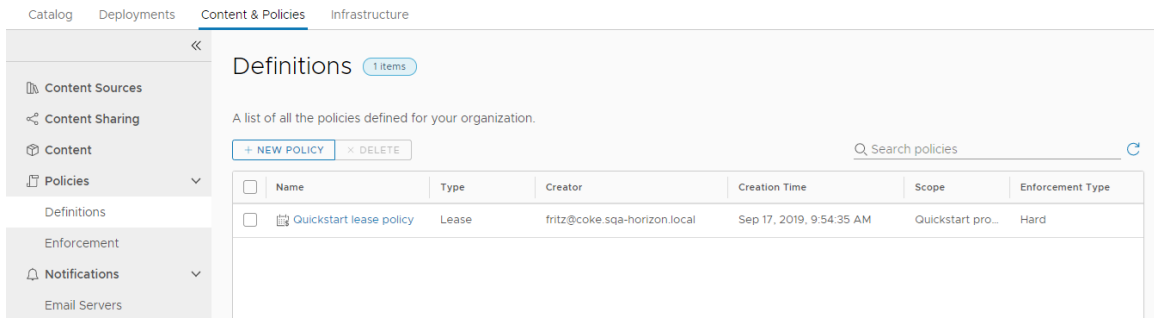 Catalog Deployments Content & Policies Infrastructure
Content Sources
Content Sharing
Content
Policies
Definitions
Enforcement
Notifications
Email Servers
Definitions 1 items
A list of all the policies defined for your organization.
+ NEW POLICY × DELETE Search policies
Name Type Creator Creation Time Scope Enforcement Type
Quickstart lease policy Lease fritz@coke.sqa-horizon.local Sep 17, 2019, 9:54:35 AM Quickstart pro... Hard